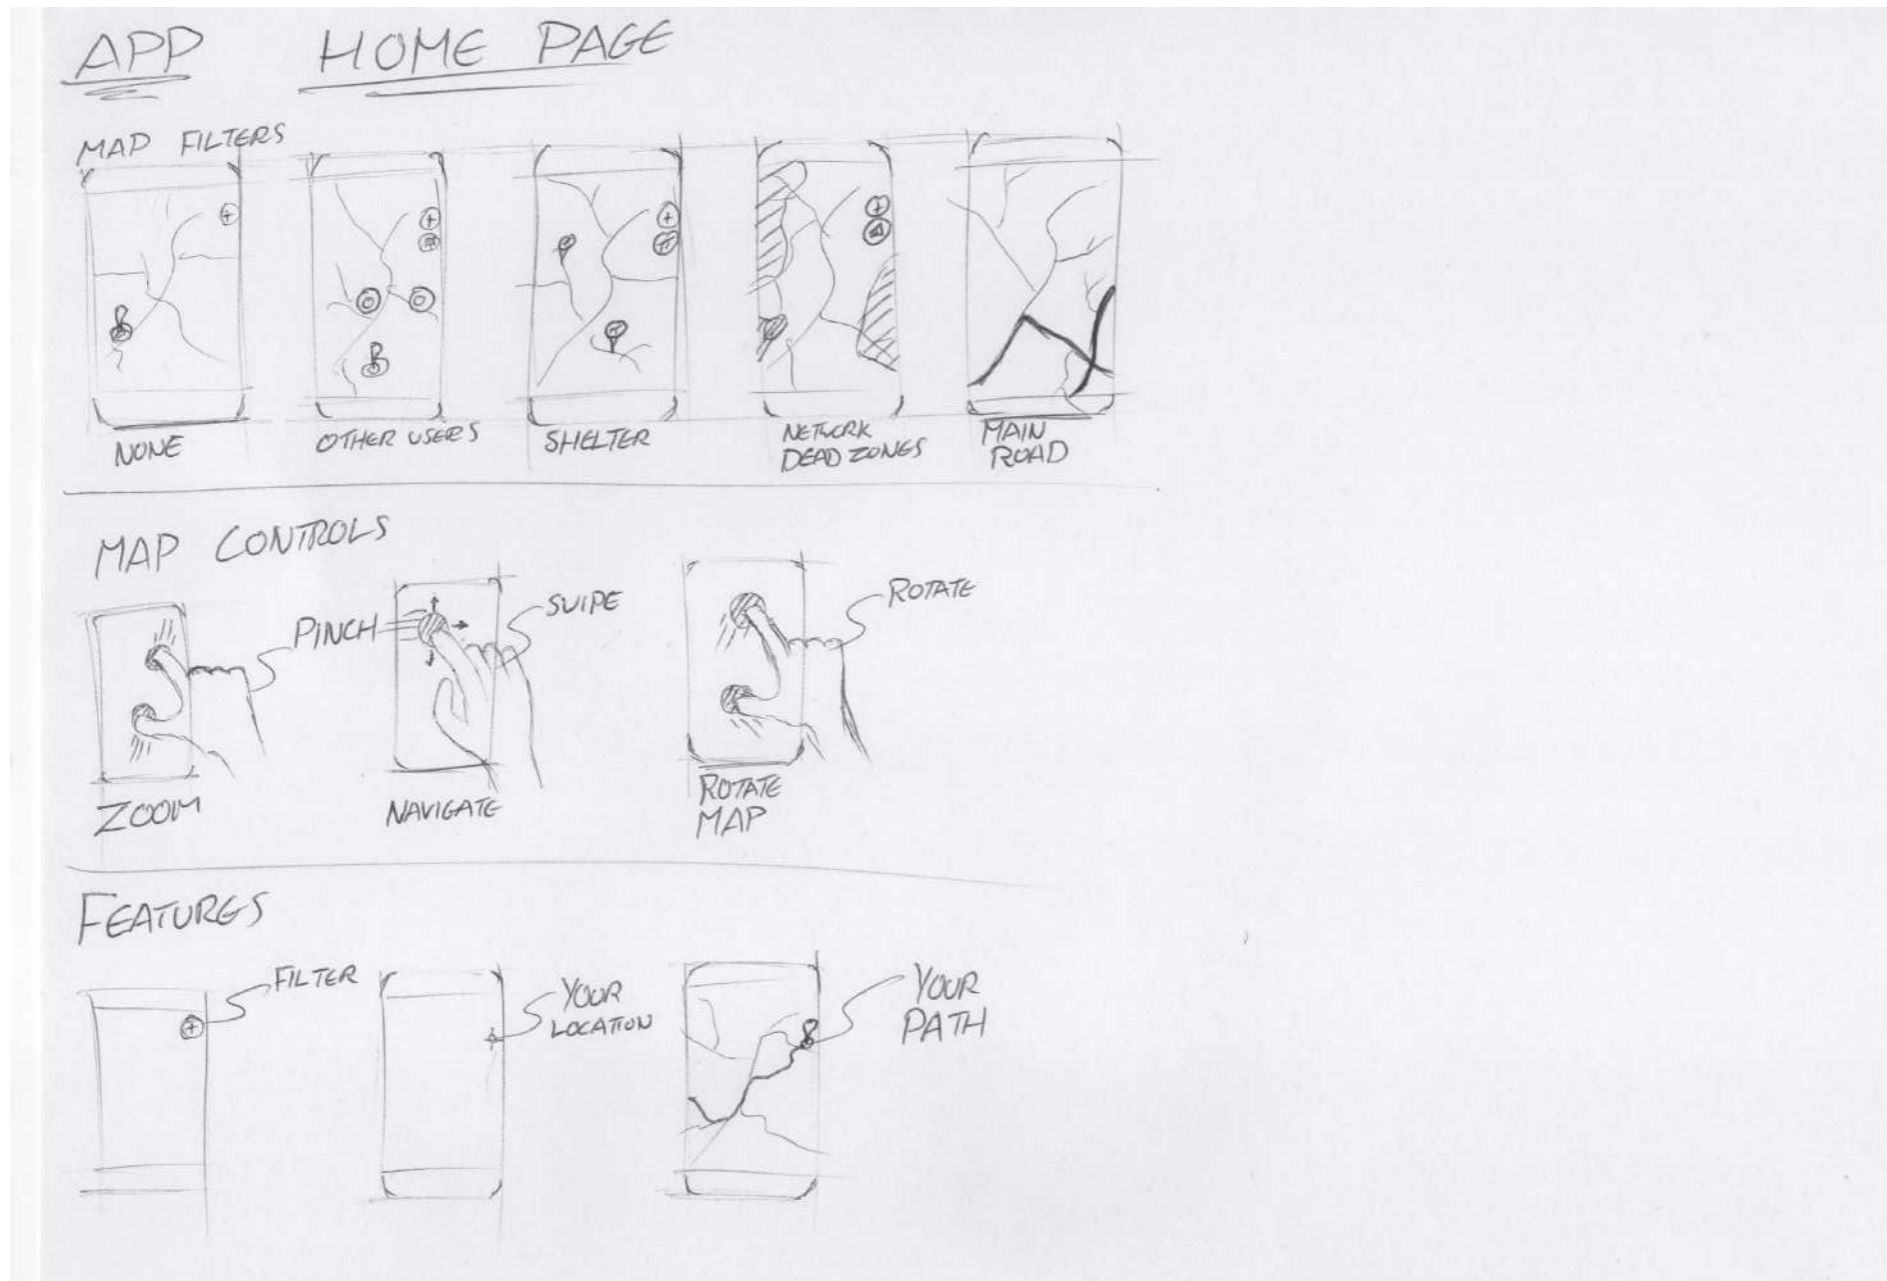 APP HOME PAGE
MAP FILTERS
NONE
OTHER USERS
SHELTER
NETWORK
DEAD ZONES
MAIN
ROAD
MAP CONTROLS
PINCH
SWIPE
ROTATE
ZOOM
NAVIGATE
ROTATE
MAP
FEATURES
FILTER
YOUR
LOCATION
YOUR
PATH